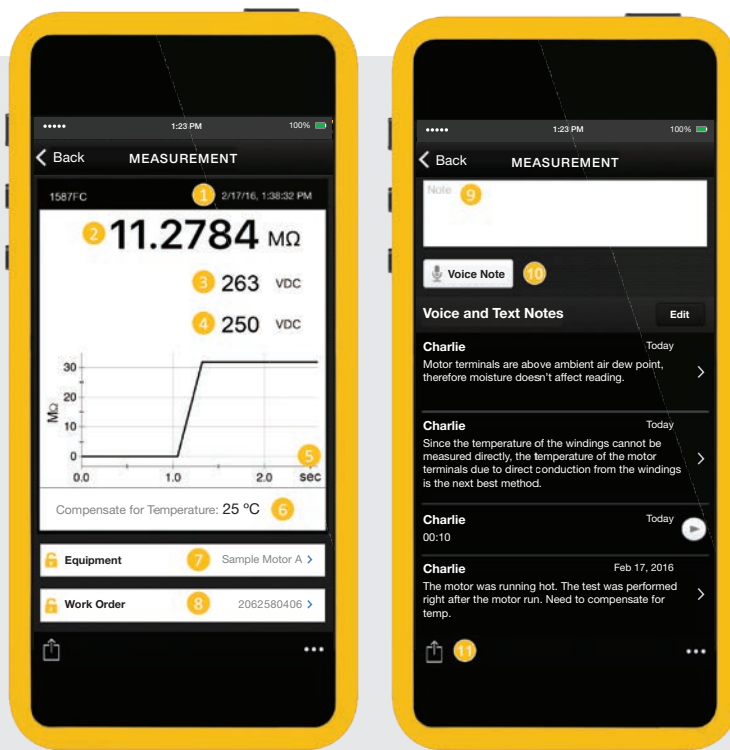 1:23 PM 100%
Back MEASUREMENT
1587FC 1 2/17/16, 1:38:32 PM
2 11.2784 MΩ
3 263 VDC
4 250 VDC
30
20
10
0
MΩ
5
0.0 1.0 2.0 sec
Compensate for Temperature: 25 ºC 6
Equipment 7 Sample Motor A >
Work Order 8 2062580406 >
1:23 PM 100%
Back MEASUREMENT
Note 9
Voice Note 10
Voice and Text Notes Edit
Charlie Today
Motor terminals are above ambient air dew point,
therefore moisture doesn't affect reading.
Charlie Today
Since the temperature of the windings cannot be
measured directly, the temperature of the motor
terminals due to direct conduction from the windings
is the next best method.
Charlie Today
00:10
Charlie Feb 17, 2016
The motor was running hot. The test was performed
right after the motor run. Need to compensate for
temp.
11